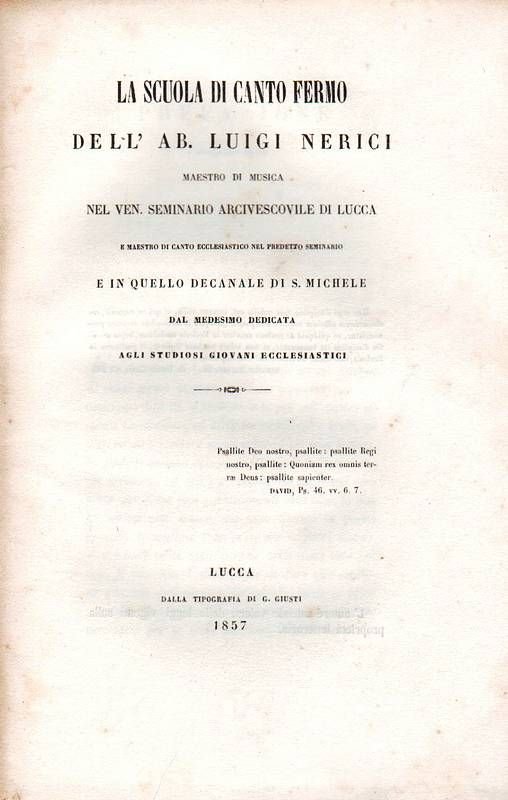 LA SCUOLA DI CANTO FERMO
DELL' AB. LUIGI NERICI
MAESTRO DI MUSICA
NEL VEN. SEMINARIO ARCIVESCOVILE DI LUCCA
E MAESTRO DI CANTO ECCLESIASTICO NEL PREDETTO SEMINARIO
E IN QUELLO DECANALE DI S. MICHELE
DAL MEDESIMO DEDICATA
AGLI STUDIOSI GIOVANI ECCLESIASTICI
Psallite Deo nostro, psallite: psallite Regi
nostro, psallite: Quoniam rex omnis ter-
ræ Deus: psallite sapienter.
DAVID, Ps. 46. vv. 6. 7.
LUCCA
DALLA TIPOGRAFIA DI G. GIUSTI
1857